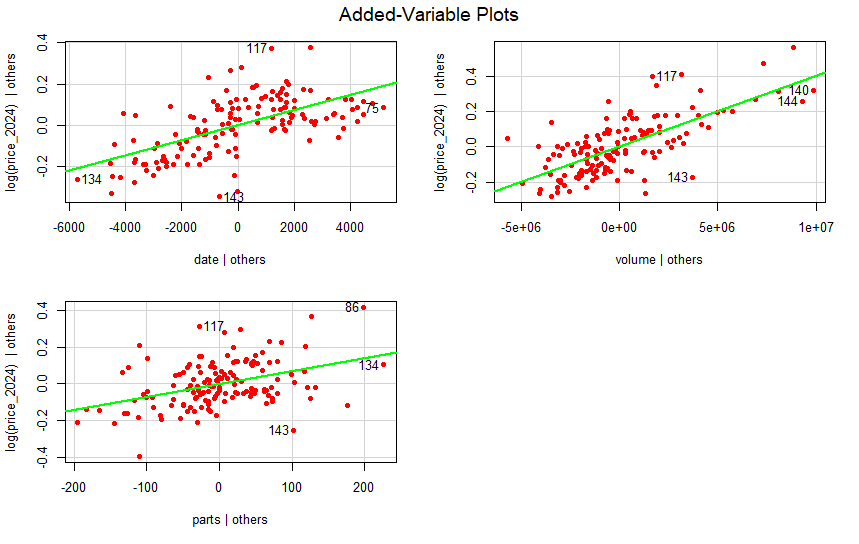 Added-Variable Plots
log(price_2024) | others
0.4
0.2
0.0
-0.2
117
75
134
143
-6000 -4000 -2000 0 2000 4000
date | others
log(price_2024) | others
0.4
0.2
0.0
-0.2
117
140
144
143
-5e+06 0e+00 5e+06 1e+07
volume | others
log(price_2024) | others
0.4
0.2
0.0
-0.2
-0.4
86
117
134
143
-200 -100 0 100 200
parts | others